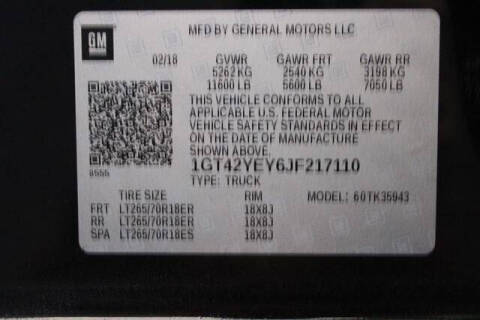 GM
MFD BY GENERAL MOTORS LLC
02/18 GVWR GAWR FRT GAWR RR
5262 KG 2540 KG 3198 KG
11600 LB 5600 LB 7050 LB
THIS VEHICLE CONFORMS TO ALL
APPLICABLE U.S. FEDERAL MOTOR
VEHICLE SAFETY STANDARDS IN EFFECT
ON THE DATE OF MANUFACTURE
SHOWN ABOVE.
8555 1GT42YEY6JF217110
TYPE: TRUCK
TIRE SIZE RIM MODEL: 60TK35943
FRT LT265/70R18ER 18X8J
RR LT265/70R18ER 18X8J
SPA LT265/70R18ES 18X8J